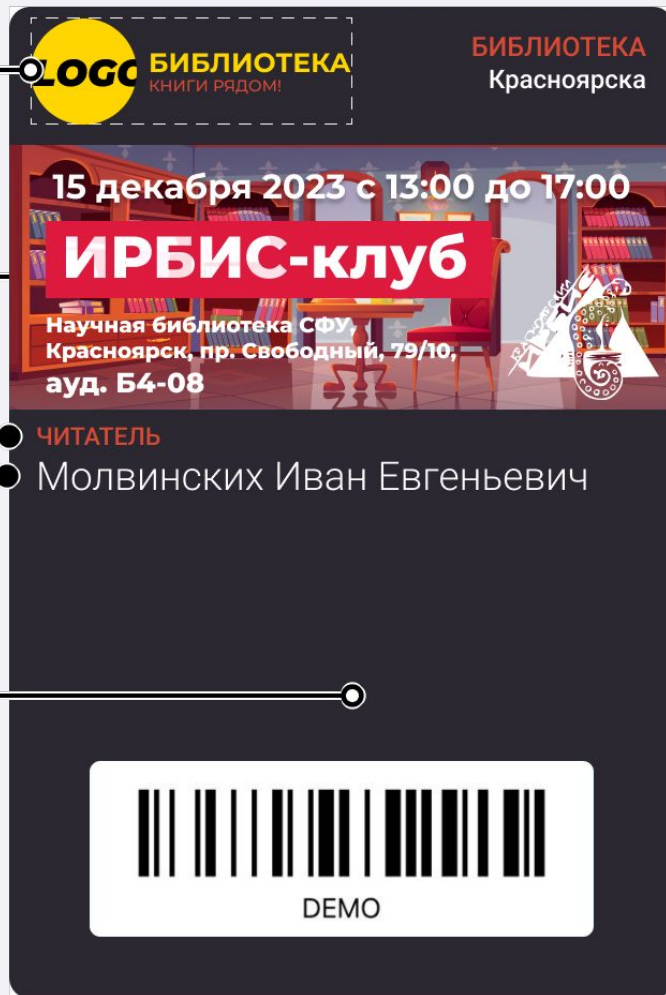 LOGO
БИБЛИОТЕКА
КНИГИ РЯДОМ!
БИБЛИОТЕКА
Красноярска
15 декабря 2023 с 13:00 до 17:00
ИРБИС-клуб
Научная библиотека СФУ,
Красноярск, пр. Свободный, 79/10,
ауд. Б4-08
ЧИТАТЕЛЬ
Молвинских Иван Евгеньевич
DEMO